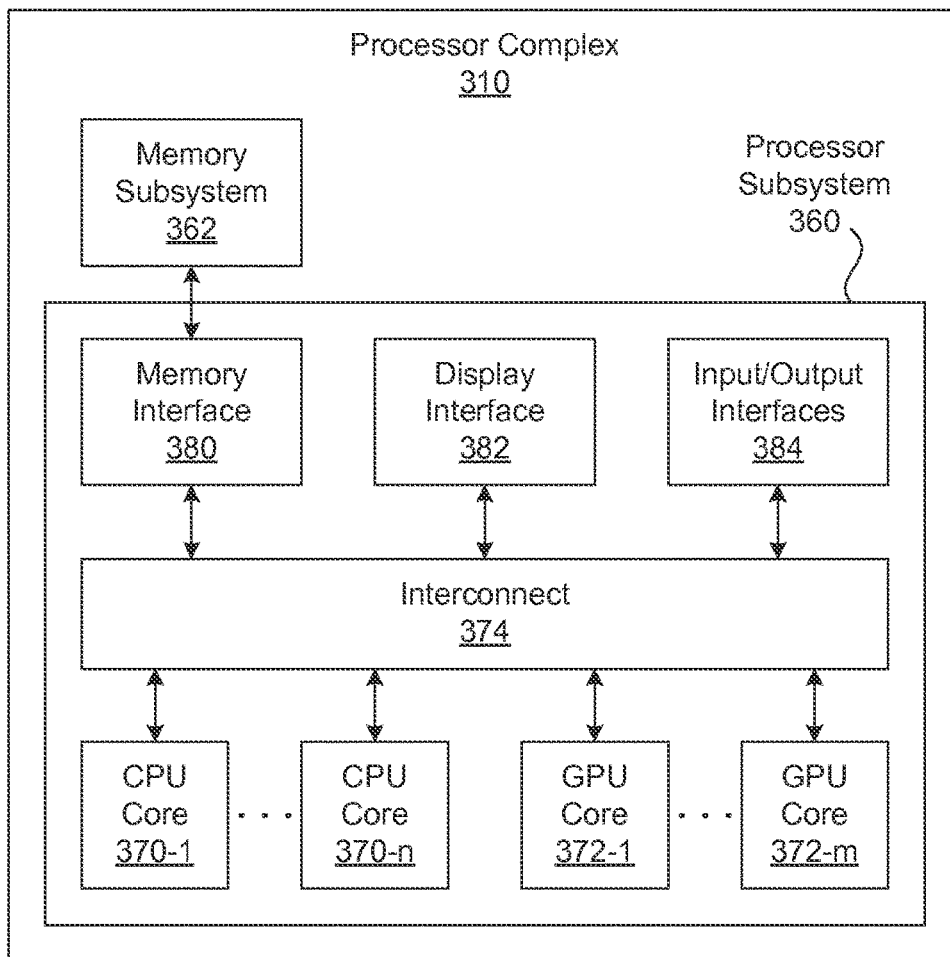 Processor Complex
310
Memory
Subsystem
362
Processor
Subsystem
360
Memory
Interface
380
Display
Interface
382
Input/Output
Interfaces
384
Interconnect
374
CPU
Core
370-1
. . .
CPU
Core
370-n
GPU
Core
372-1
. . .
GPU
Core
372-m